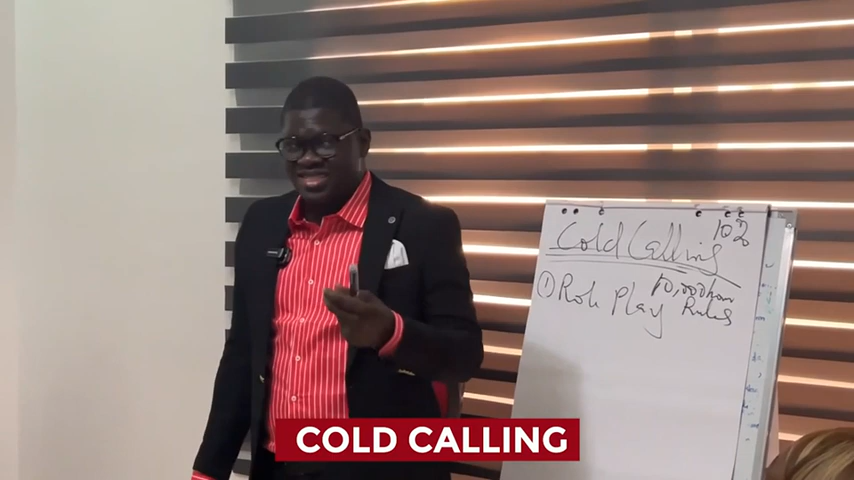 Cold Calling 102
① Role Play 10,000 hour
Rules
COLD CALLING